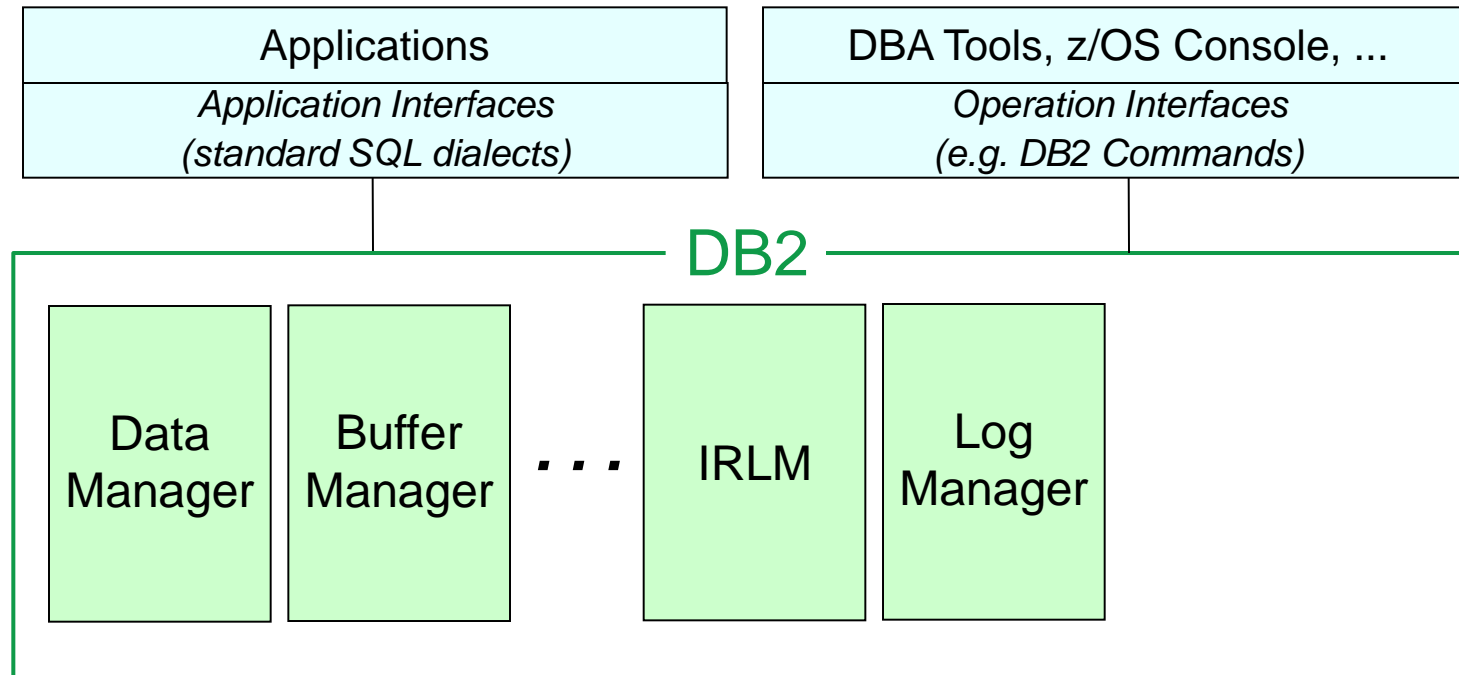 Applications
Application Interfaces
(standard SQL dialects)
DBA Tools, z/OS Console, ...
Operation Interfaces
(e.g. DB2 Commands)
DB2
Data
Manager
Buffer
Manager
. . .
IRLM
Log
Manager